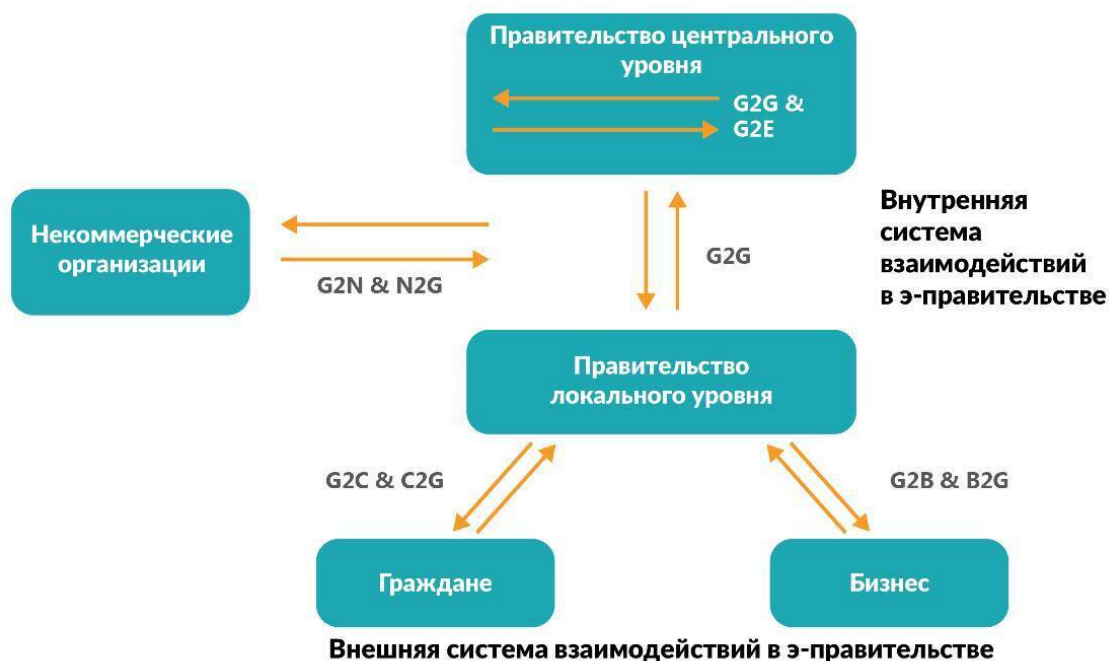 Правительство центрального
уровня
G2G &
G2E
Внутренняя
система
взаимодействий
в э-правительстве
Некоммерческие
организации
G2N & N2G
G2G
Правительство
локального уровня
G2C & C2G
G2B & B2G
Граждане
Бизнес
Внешняя система взаимодействий в э-правительстве